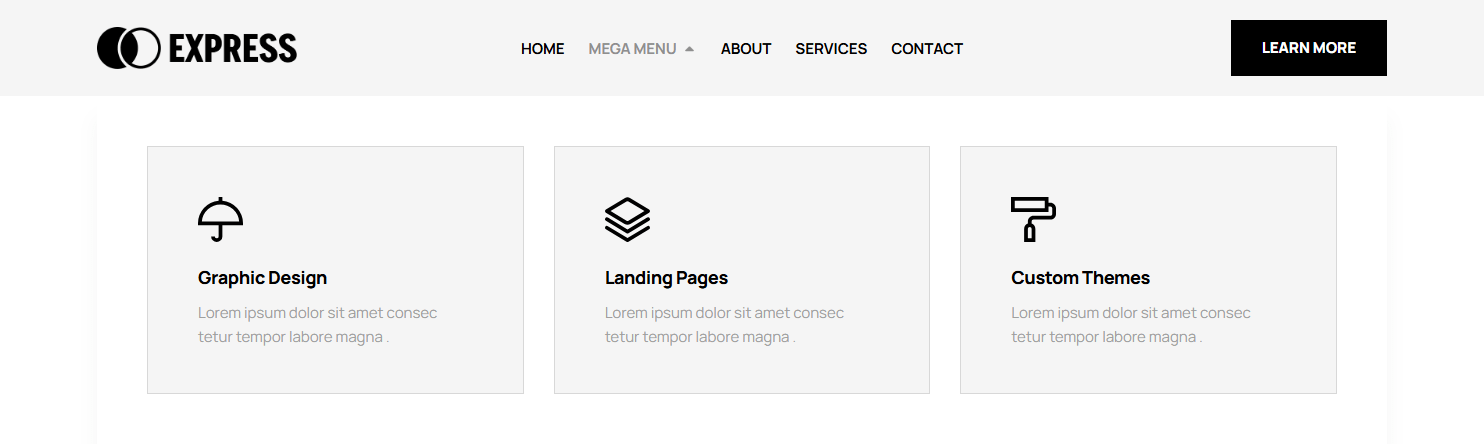 EXPRESS
HOME MEGA MENU ABOUT SERVICES CONTACT
LEARN MORE
Graphic Design
Lorem ipsum dolor sit amet consec
tetur tempor labore magna .
Landing Pages
Lorem ipsum dolor sit amet consec
tetur tempor labore magna .
Custom Themes
Lorem ipsum dolor sit amet consec
tetur tempor labore magna .